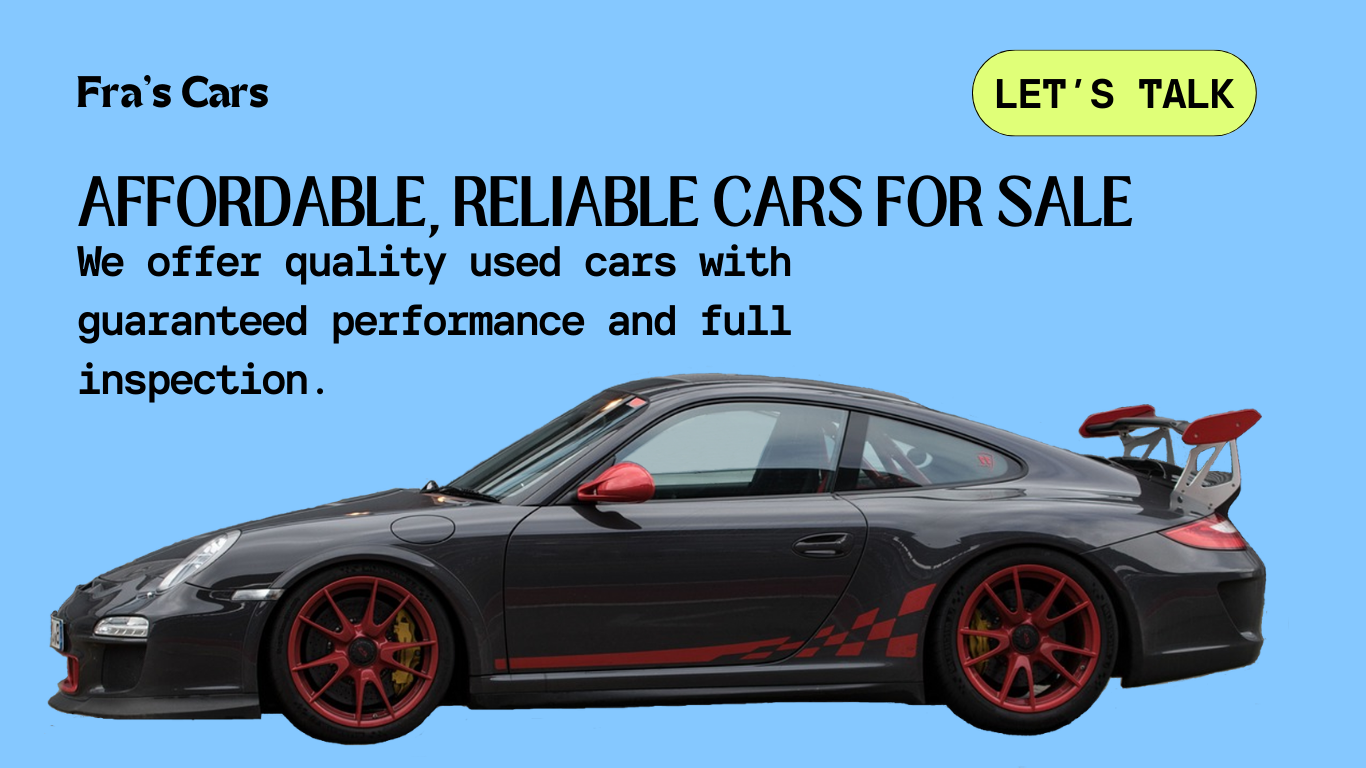 Fra's Cars
LET'S TALK
AFFORDABLE, RELIABLE CARS FOR SALE
We offer quality used cars with
guaranteed performance and full
inspection.